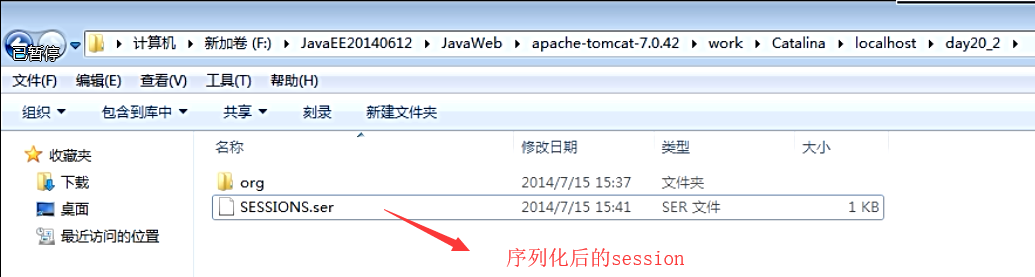 已暂停
计算机 新加卷 (F:) JavaEE20140612 JavaWeb apache-tomcat-7.0.42 work Catalina localhost day20_2
文件(F) 编辑(E) 查看(V) 工具(T) 帮助(H)
组织 包含到库中 共享 刻录 新建文件夹
收藏夹
下载
桌面
最近访问的位置
名称 修改日期 类型 大小
org 2014/7/15 15:37 文件夹
SESSIONS.ser 2014/7/15 15:41 SER 文件 1 KB
序列化后的session